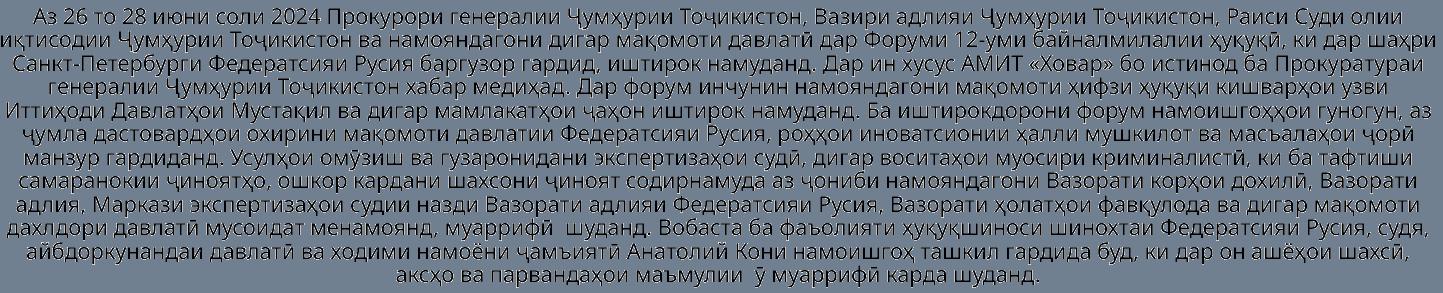 Аз 26 то 28 июни соли 2024 Прокурори генералии Ҷумҳурии Тоҷикистон, Вазири адлияи Ҷумҳурии Тоҷикистон, Раиси Суди олии
иқтисодии Ҷумҳурии Тоҷикистон ва намояндагони дигар мақомоти давлатӣ дар Форуми 12-уми байналмилалии ҳуқуқӣ, ки дар шаҳри
Санкт-Петербурги Федератсияи Русия баргузор гардид, иштирок намуданд. Дар ин хусус АМИТ «Ховар» бо истинод ба Прокуратураи
генералии Ҷумҳурии Тоҷикистон хабар медиҳад. Дар форум инчунин намояндагони мақомоти ҳифзи ҳуқуқи кишварҳои узви
Иттиҳоди Давлатҳои Мустақил ва дигар мамлакатҳои ҷаҳон иштирок намуданд. Ба иштирокдорони форум намоишгоҳҳои гуногун, аз
ҷумла дастовардҳои охирини мақомоти давлатии Федератсияи Русия, роҳҳои иноватсионии ҳалли мушкилот ва масъалаҳои ҷорӣ
манзур гардиданд. Усулҳои омӯзиш ва гузаронидани экспертизаҳои судӣ, дигар воситаҳои муосири криминалистӣ, ки ба тафтиши
самаранокии ҷиноятҳо, ошкор кардани шахсони ҷиноят содирнамуда аз ҷониби намояндагони Вазорати корҳои дохилӣ, Вазорати
адлия, Маркази экспертизаҳои судии назди Вазорати адлияи Федератсияи Русия, Вазорати ҳолатҳои фавқулода ва дигар мақомоти
дахлдори давлатӣ мусоидат менамоянд, муаррифӣ  шуданд. Вобаста ба фаъолияти ҳуқуқшиноси шинохтаи Федератсияи Русия, судя,
айбдоркунандаи давлатӣ ва ходими намоёни ҷамъиятӣ Анатолий Кони намоишгоҳ ташкил гардида буд, ки дар он ашёҳои шахсӣ,
аксҳо ва парвандаҳои маъмулии  ӯ муаррифӣ карда шуданд.